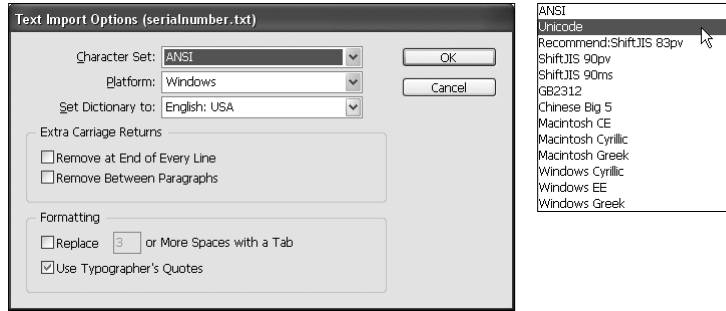 Text Import Options (serialnumber.txt)
Character Set: ANSI
Platform: Windows
Set Dictionary to: English: USA
OK
Cancel
Extra Carriage Returns
Remove at End of Every Line
Remove Between Paragraphs
Formatting
Replace 3 or More Spaces with a Tab
Use Typographer's Quotes
ANSI
Unicode
Recommend:ShiftJIS 83pv
ShiftJIS 90pv
ShiftJIS 90ms
GB2312
Chinese Big 5
Macintosh CE
Macintosh Cyrillic
Macintosh Greek
Windows Cyrillic
Windows EE
Windows Greek